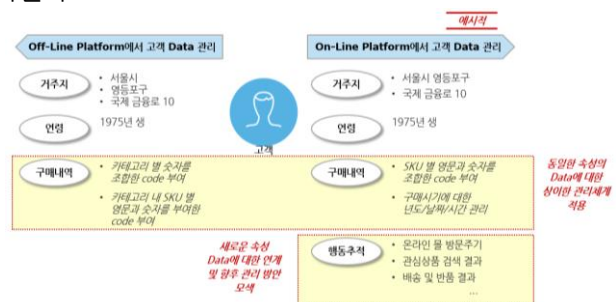 예시적
Off-Line Platform에서 고객 Data 관리
On-Line Platform에서 고객 Data 관리
거주지
• 서울시
• 영등포구
• 국제 금융로 10
연령
1975년 생
구매내역
• 카테고리 별 숫자를
조합한 code 부여
• 카테고리 내 SKU 별
영문과 숫자를 부여한
code 부여
고객
거주지
• 서울시 영등포구
• 국제 금융로 10
연령
1975년 생
구매내역
• SKU 별 영문과 숫자를
조합한 code 부여
• 구매시기에 대한
년도/날짜/시간 관리
동일한 속성의
Data에 대한
상이한 관리체계
적용
새로운 속성
Data에 대한 연계
및 향후 관리 방안
모색
행동추적
• 온라인 몰 방문주기
• 관심상품 검색 결과
• 배송 및 반품 결과
...